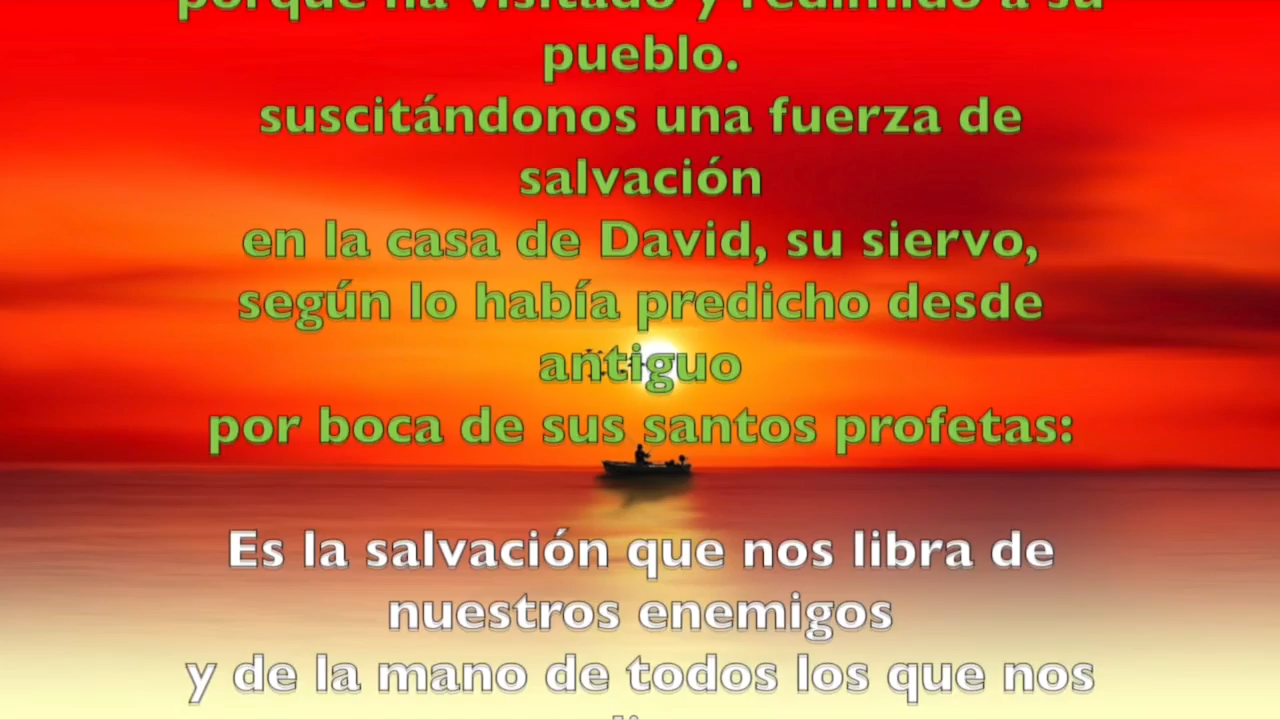 porque ha visitado y redimido a su
pueblo.
suscitándonos una fuerza de
salvación
en la casa de David, su siervo,
según lo había predicho desde
antiguo
por boca de sus santos profetas:
Es la salvación que nos libra de
nuestros enemigos
y de la mano de todos los que nos